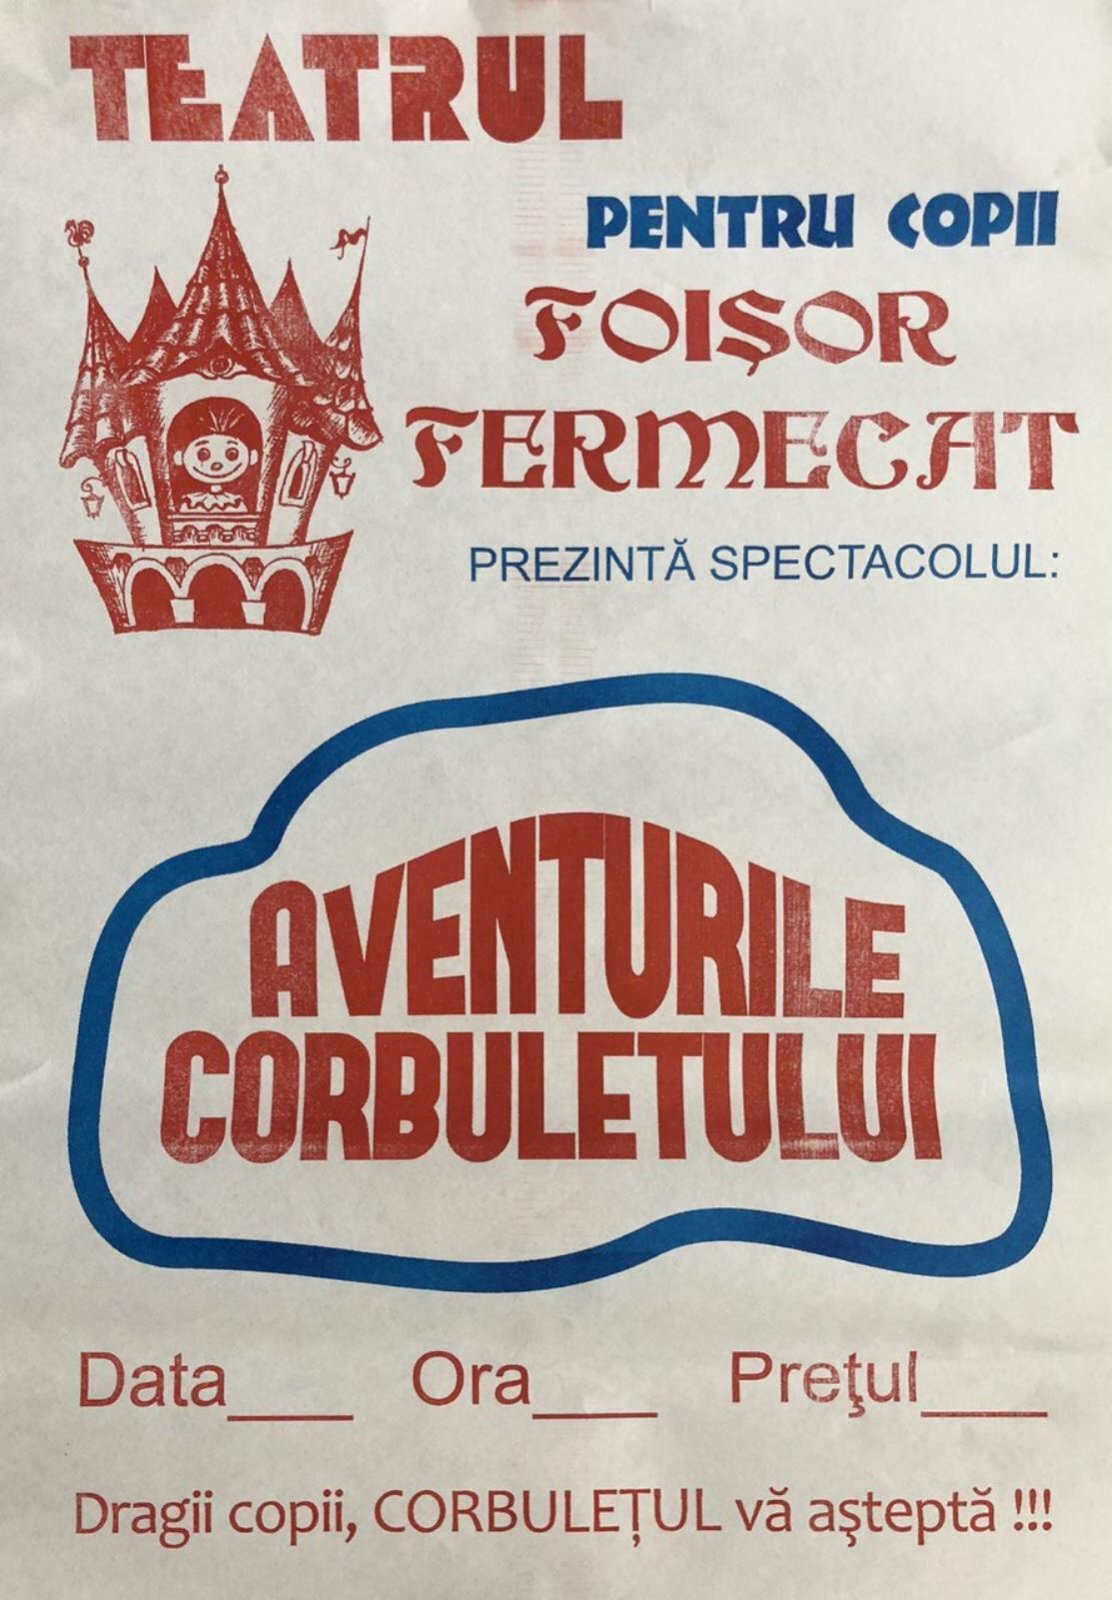 TEATRUL
PENTRU COPII
FOIŞOR
FERMECAT
PREZINTĂ SPECTACOLUL:
AVENTURILE
CORBULETULUI
Data___ Ora___ Preţul___
Dragii copii, CORBULEȚUL vă aşteptă !!!